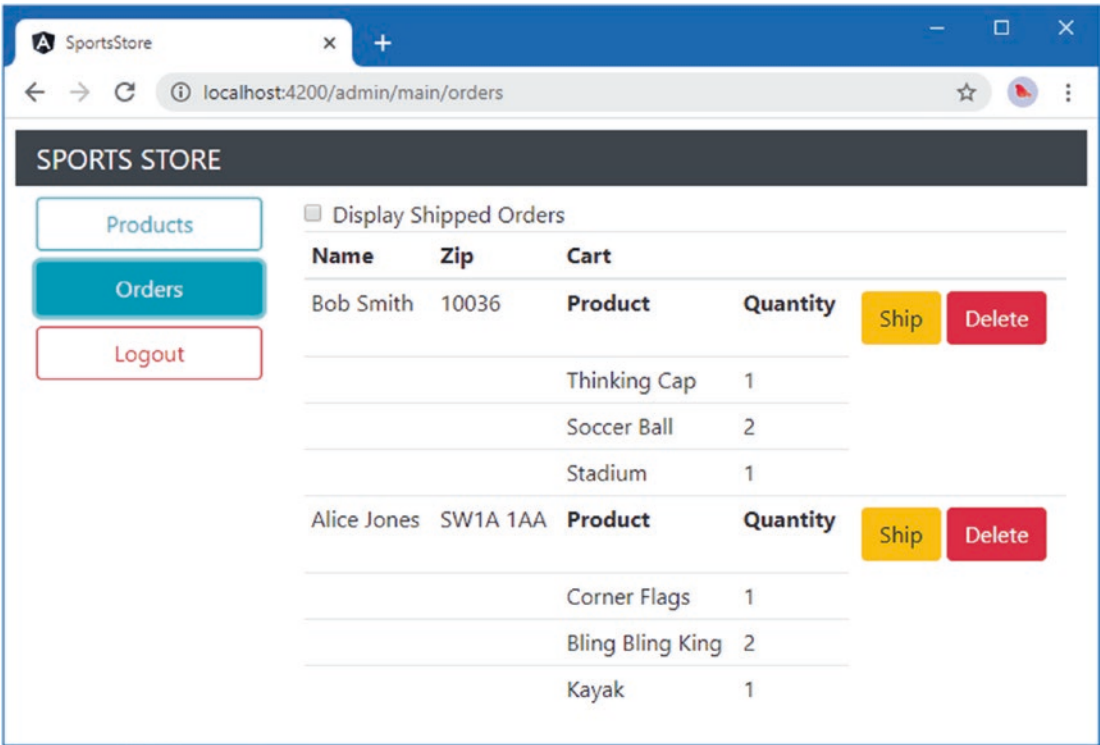 SportsStore
localhost:4200/admin/main/orders
SPORTS STORE
Products
Orders
Logout
Display Shipped Orders
Name Zip Cart
Bob Smith 10036 Product Quantity Ship Delete
Thinking Cap 1
Soccer Ball 2
Stadium 1
Alice Jones SW1A 1AA Product Quantity Ship Delete
Corner Flags 1
Bling Bling King 2
Kayak 1